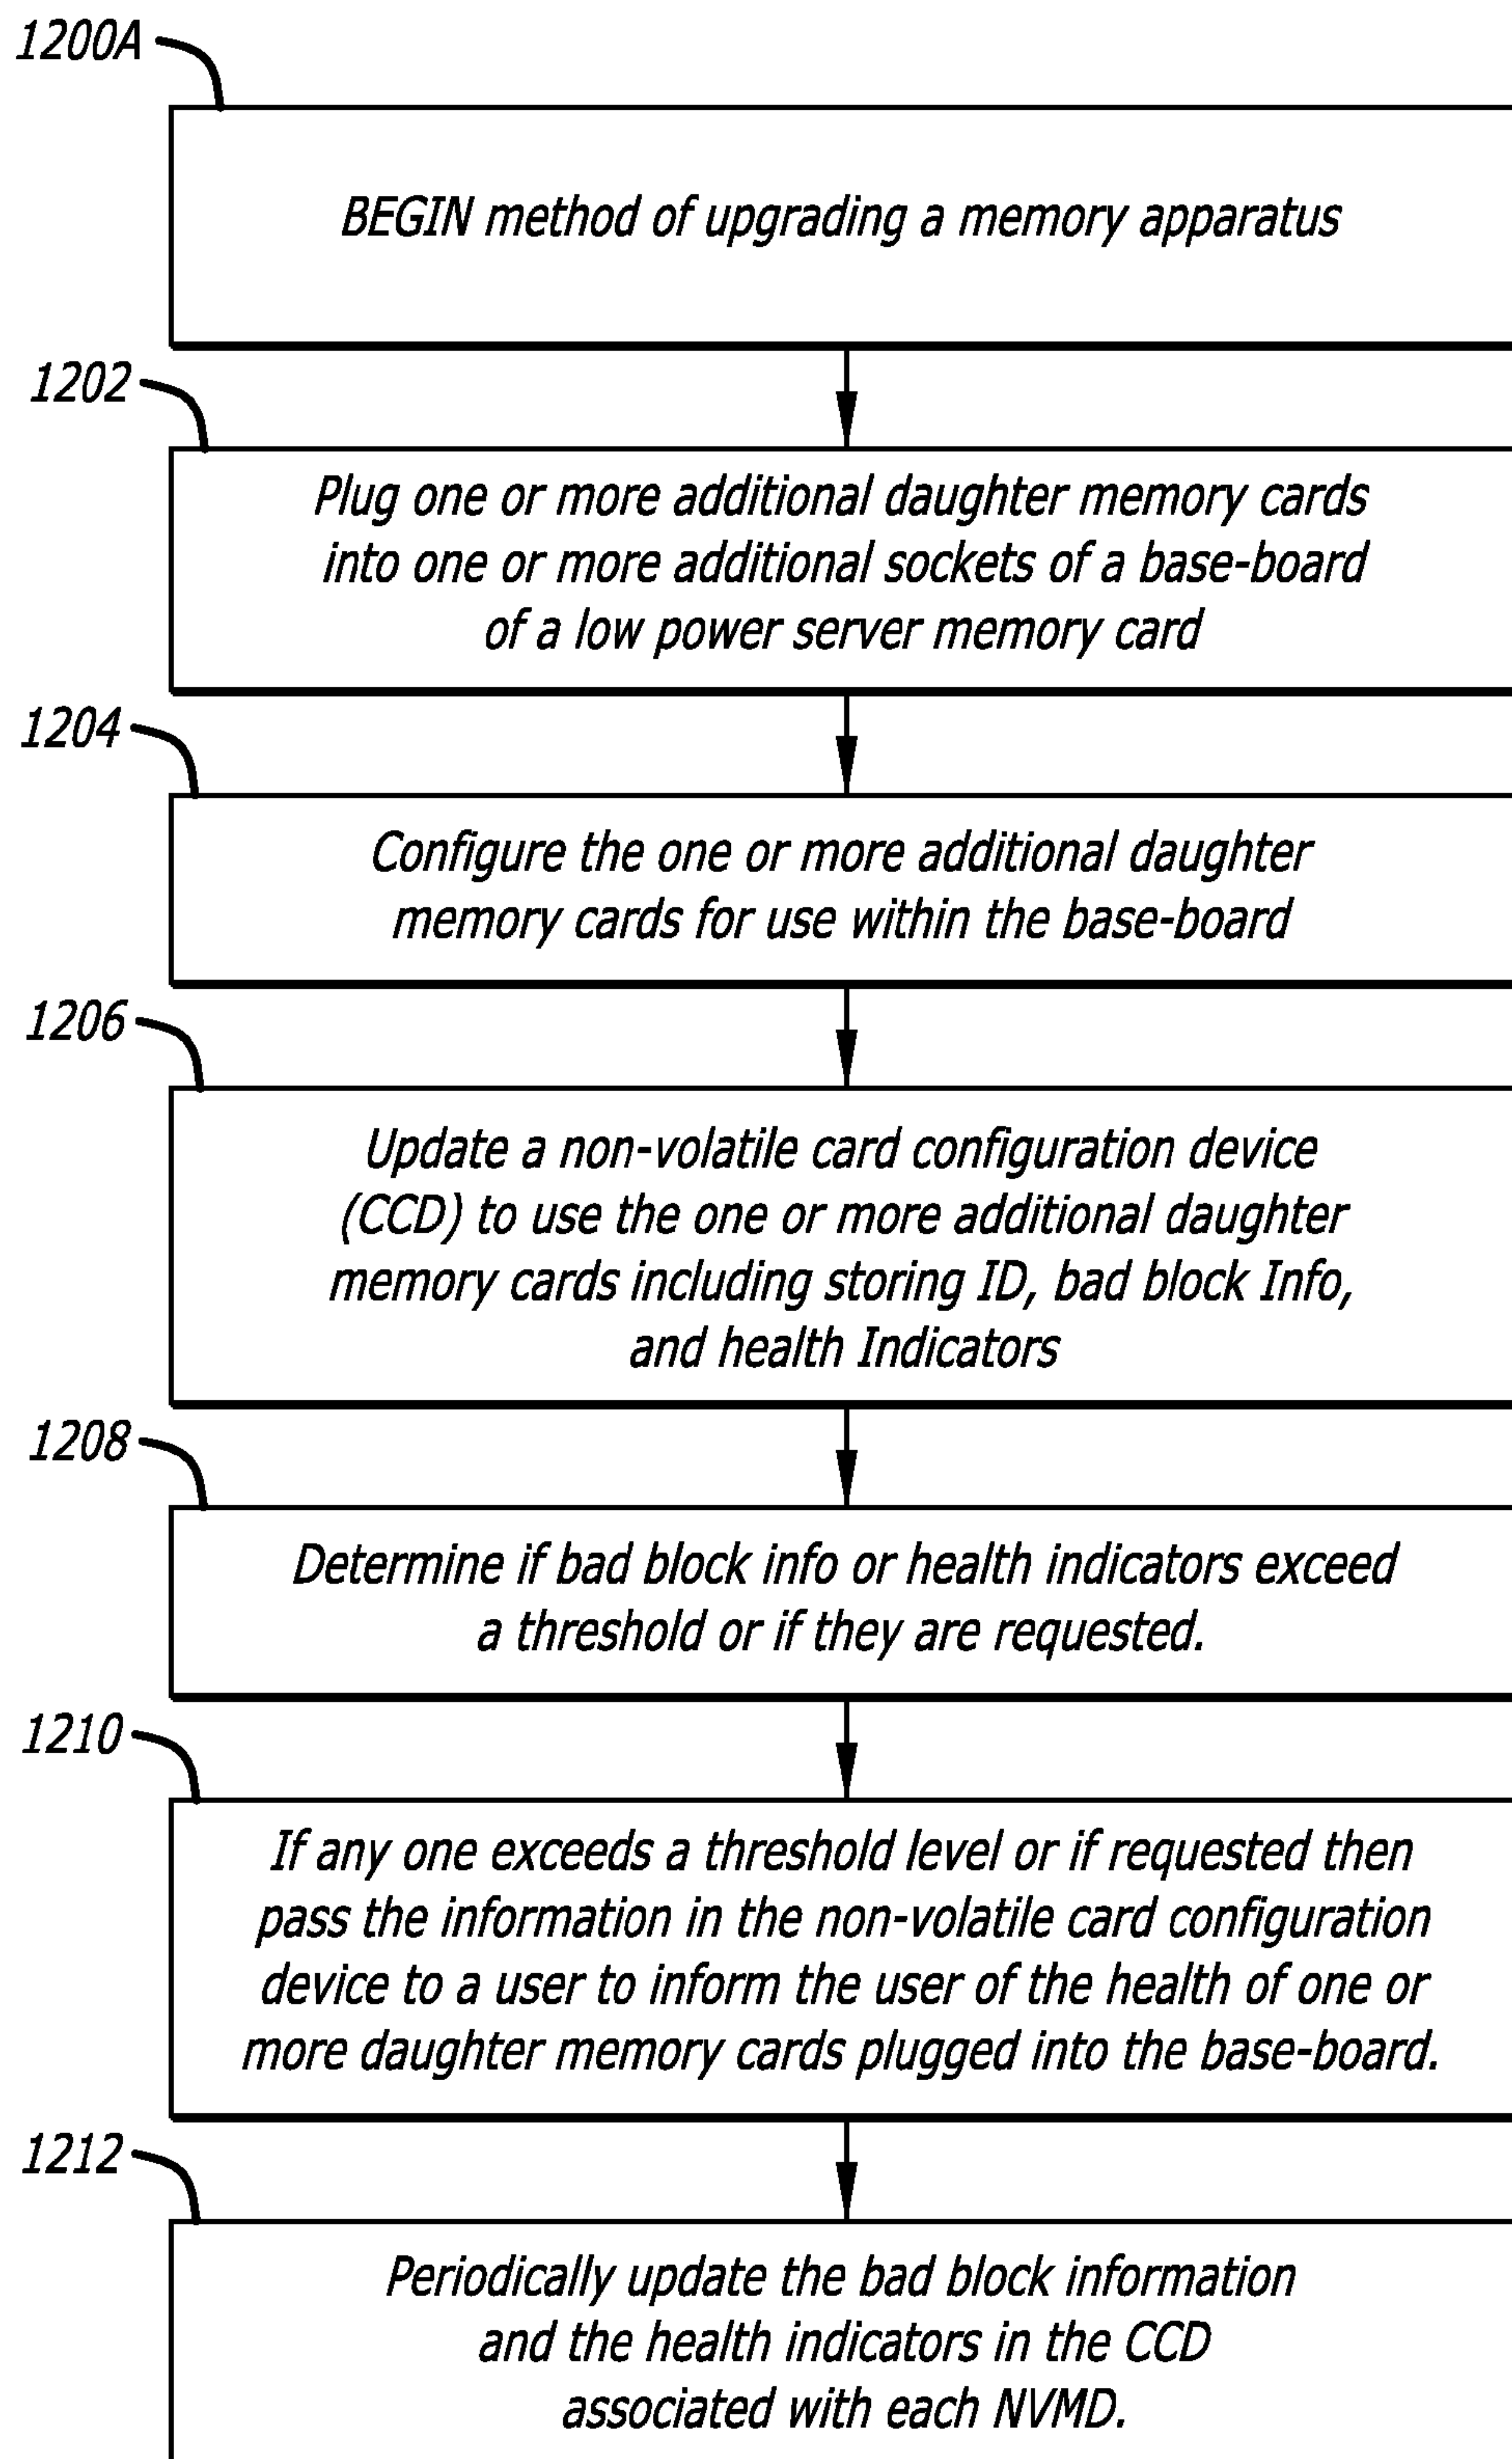 1200A
BEGIN method of upgrading a memory apparatus
1202
Plug one or more additional daughter memory cards
into one or more additional sockets of a base-board
of a low power server memory card
1204
Configure the one or more additional daughter
memory cards for use within the base-board
1206
Update a non-volatile card configuration device
(CCD) to use the one or more additional daughter
memory cards including storing ID, bad block Info,
and health Indicators
1208
Determine if bad block info or health indicators exceed
a threshold or if they are requested.
1210
If any one exceeds a threshold level or if requested then
pass the information in the non-volatile card configuration
device to a user to inform the user of the health of one or
more daughter memory cards plugged into the base-board.
1212
Periodically update the bad block information
and the health indicators in the CCD
associated with each NVMD.